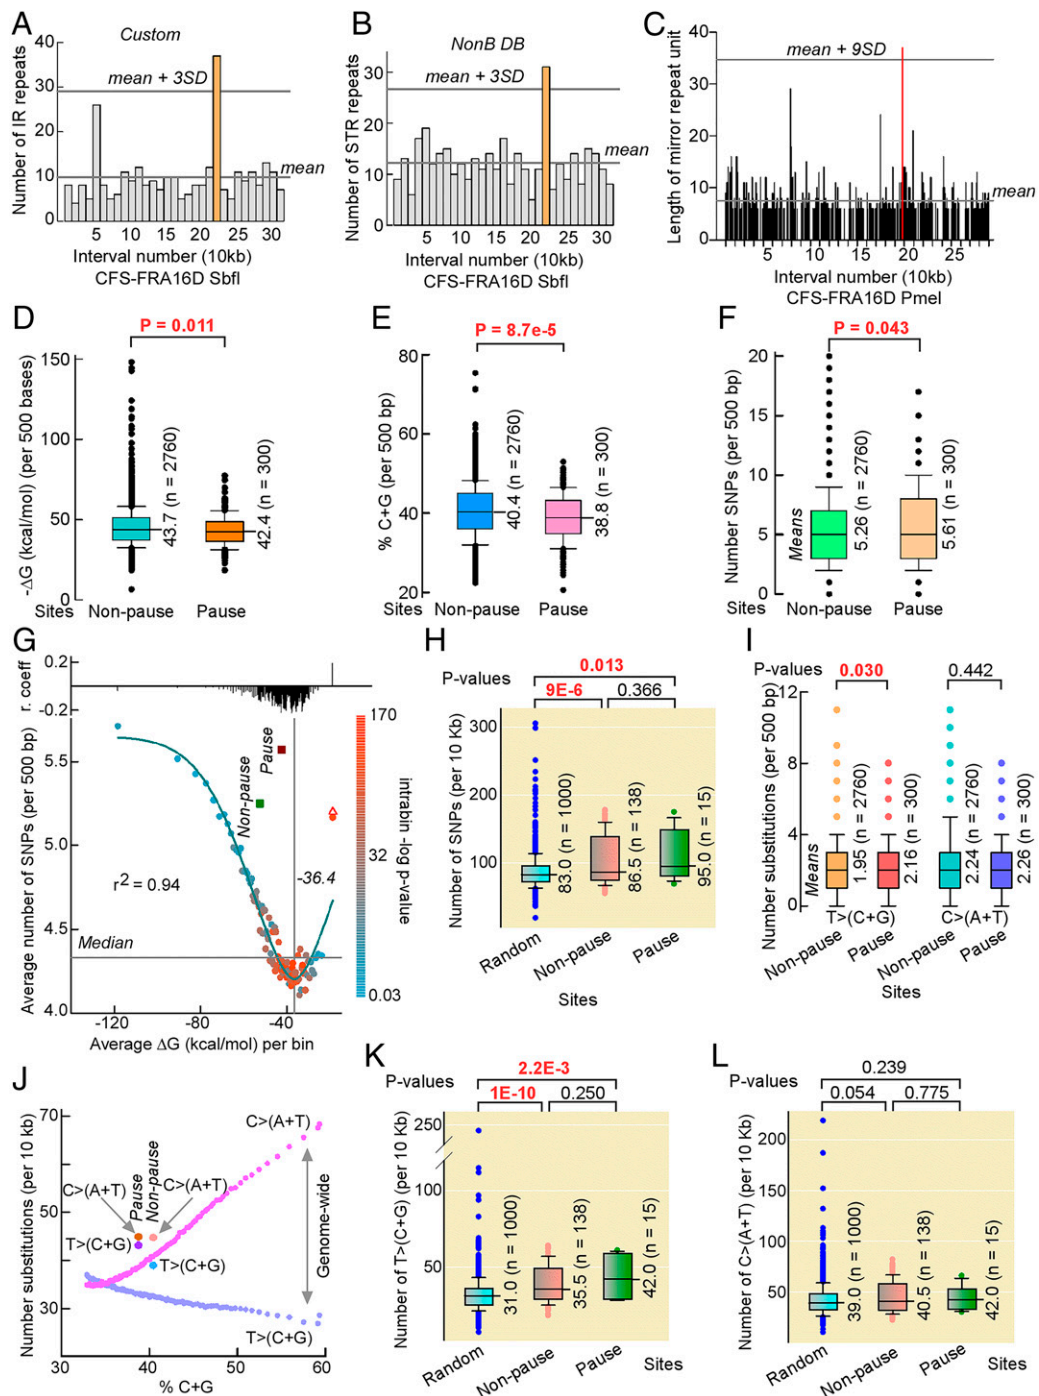 A
Custom
Number of IR repeats
40
30
20
10
0
mean + 3SD
mean
5 10 15 20 25 30
Interval number (10kb)
CFS-FRA16D SbfI
B
NonB DB
Number of STR repeats
40
30
20
10
0
mean + 3SD
mean
5 10 15 20 25 30
Interval number (10kb)
CFS-FRA16D SbfI
C
Length of mirror repeat unit
40
30
20
10
0
mean + 9SD
mean
5 10 15 20 25
Interval number (10kb)
CFS-FRA16D PmeI
D
P = 0.011
-ΔG (kcal/mol) (per 500 bases)
150
100
50
0
43.7 (n = 2760)
42.4 (n = 300)
Sites Non-pause Pause
E
P = 8.7e-5
% C+G (per 500 bp)
80
60
40
20
40.4 (n = 2760)
38.8 (n = 300)
Sites Non-pause Pause
F
P = 0.043
Number SNPs (per 500 bp)
20
15
10
5
0
Means
5.26 (n = 2760)
5.61 (n = 300)
Sites Non-pause Pause
G
r. coeff
0.2
-0.2
Average number of SNPs (per 500 bp)
5.5
5.0
4.5
4.0
Non-pause
Pause
r2 = 0.94
-36.4
Median
170
32
0.03
intrabin -log p-value
-120 -80 -40
Average ΔG (kcal/mol) per bin
H
P-values
0.013
9E-6
0.366
Number of SNPs (per 10 Kb)
300
200
100
83.0 (n = 1000)
86.5 (n = 138)
95.0 (n = 15)
Random Non-pause Pause
Sites
I
P-values
0.030
0.442
Number substitutions (per 500 bp)
12
8
4
0
Means
1.95 (n = 2760)
2.16 (n = 300)
2.24 (n = 2760)
2.26 (n = 300)
T>(C+G) C>(A+T)
Non-pause Pause Non-pause Pause
Sites
J
Number substitutions (per 10 Kb)
70
50
30
C>(A+T)
Pause
Non-pause
C>(A+T)
C>(A+T)
T>(C+G)
T>(C+G)
Genome-wide
T>(C+G)
30 40 50 60
% C+G
K
P-values
2.2E-3
1E-10
0.250
Number of T>(C+G) (per 10 Kb)
250
100
50
31.0 (n = 1000)
35.5 (n = 138)
42.0 (n = 15)
Random Non-pause Pause
Sites
L
P-values
0.239
0.054
0.775
Number of C>(A+T) (per 10 Kb)
200
150
100
50
39.0 (n = 1000)
40.5 (n = 138)
42.0 (n = 15)
Random Non-pause Pause
Sites